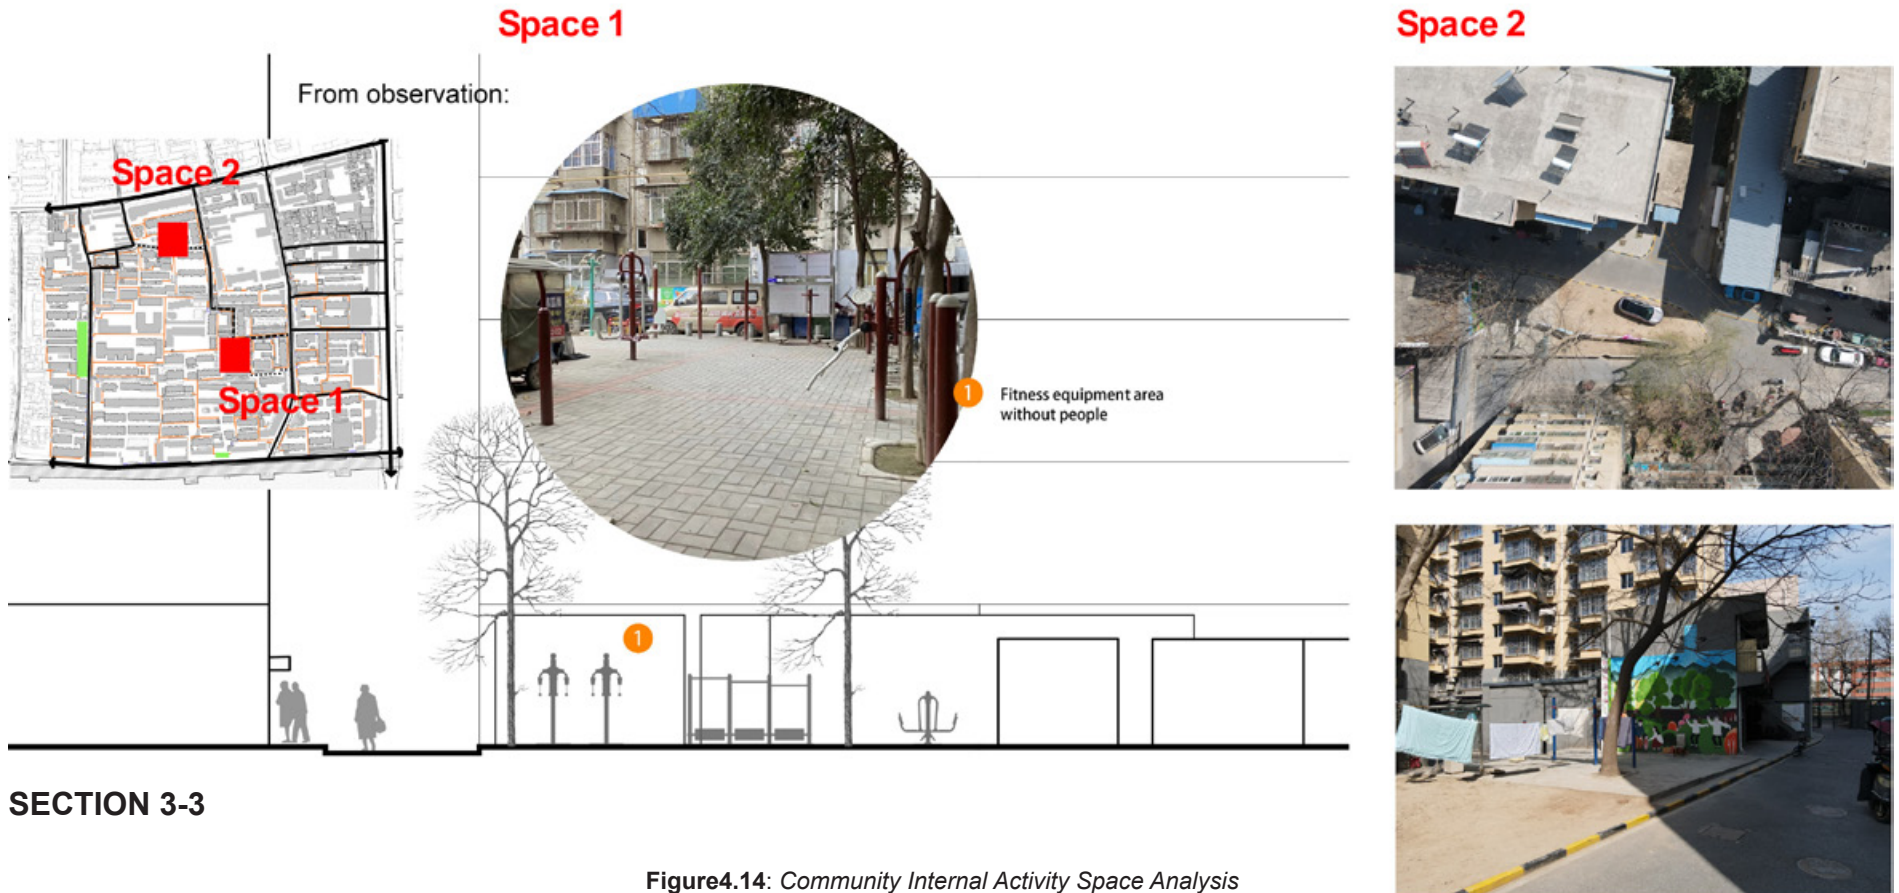 Space 1
Space 2
From observation:
Space 2
Space 1
1
Fitness equipment area
without people
1
SECTION 3-3
Figure4.14: Community Internal Activity Space Analysis